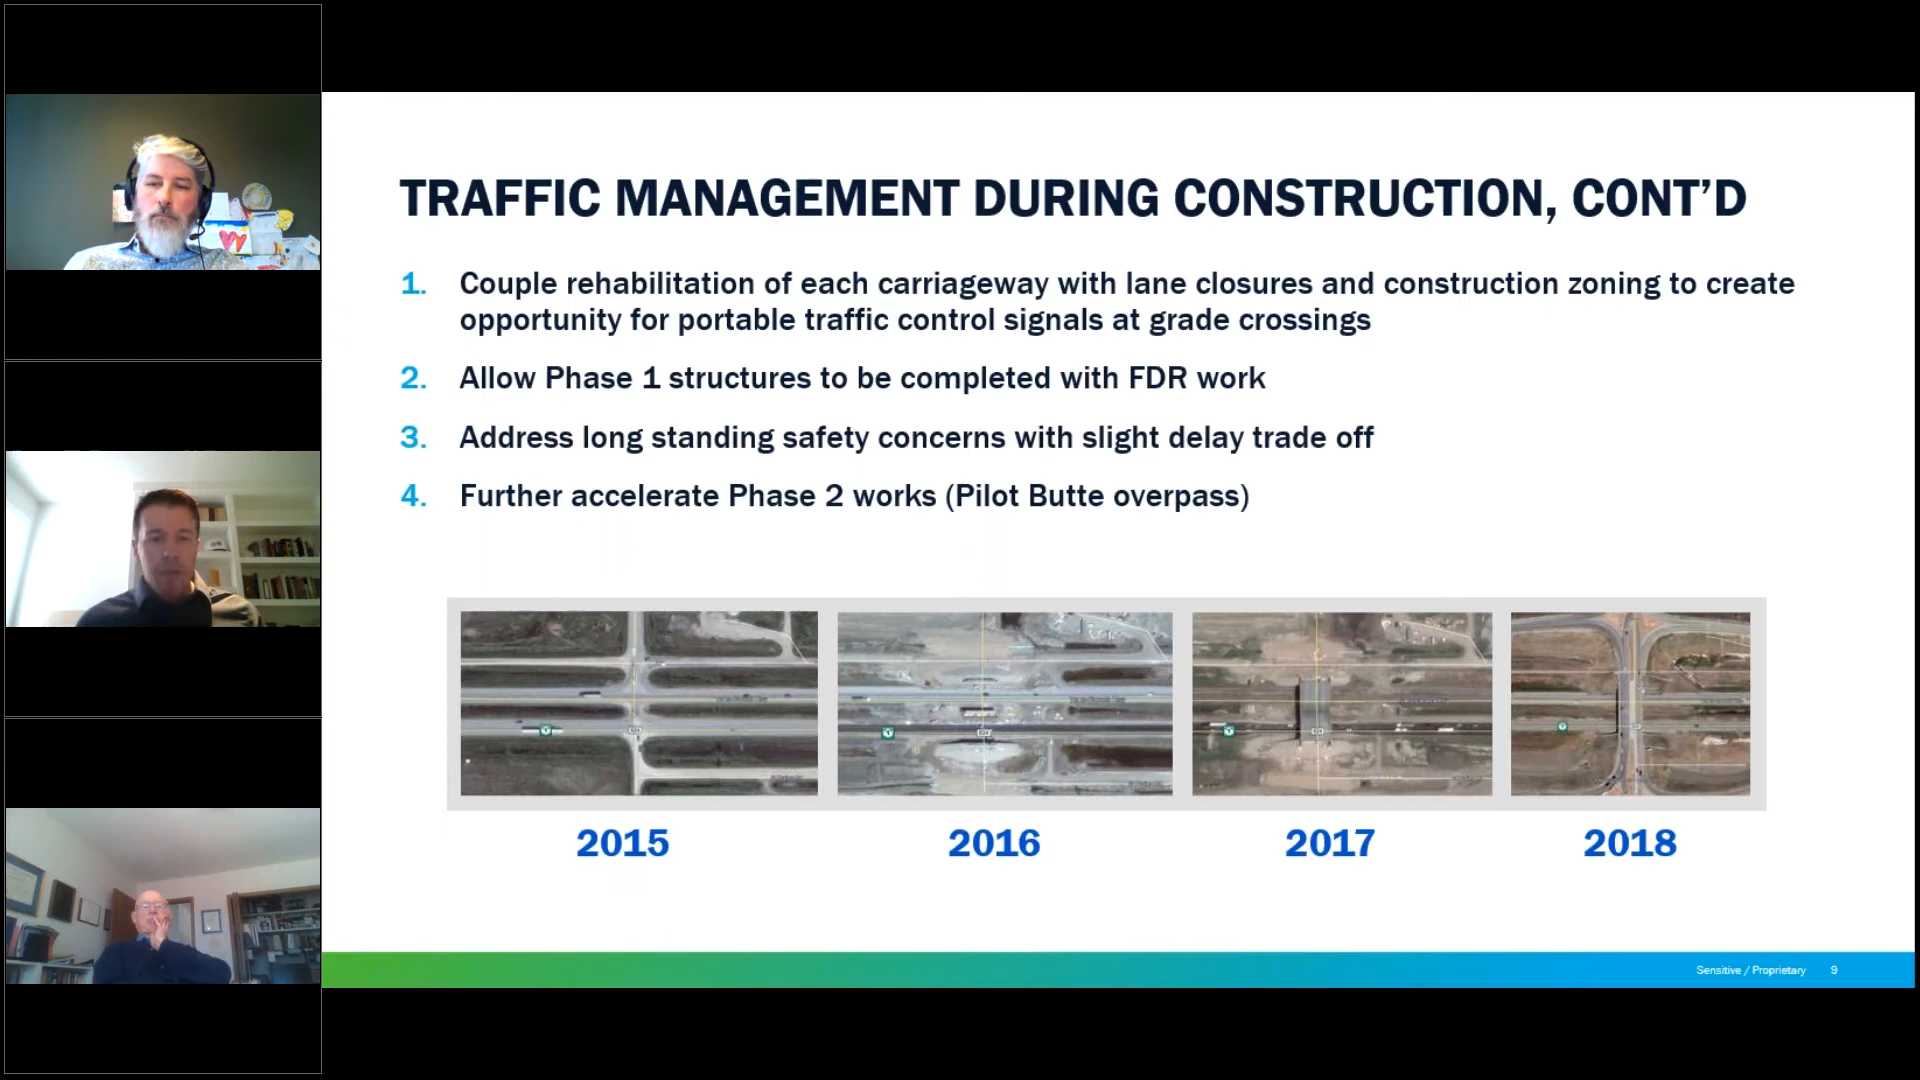 TRAFFIC MANAGEMENT DURING CONSTRUCTION, CONT’D
1. Couple rehabilitation of each carriageway with lane closures and construction zoning to create
opportunity for portable traffic control signals at grade crossings
2. Allow Phase 1 structures to be completed with FDR work
3. Address long standing safety concerns with slight delay trade off
4. Further accelerate Phase 2 works (Pilot Butte overpass)
2015 2016 2017 2018
Sensitive / Proprietary 9